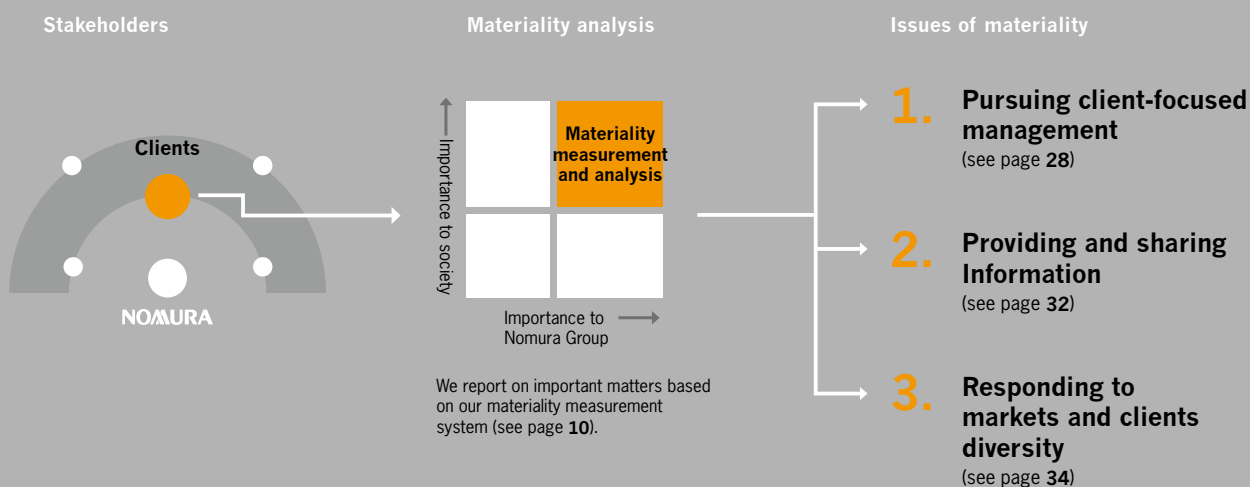 Stakeholders
Materiality analysis
Issues of materiality
Clients
NOMURA
Importance to society
Materiality
measurement
and analysis
Importance to
Nomura Group
We report on important matters based
on our materiality measurement
system (see page 10).
1. Pursuing client-focused
management
(see page 28)
2. Providing and sharing
Information
(see page 32)
3. Responding to
markets and clients
diversity
(see page 34)